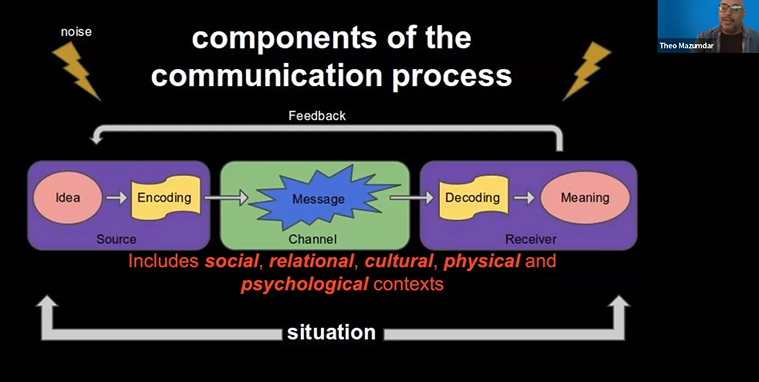 noise
components of the
communication process
Theo Mazumdar
Feedback
Idea
Encoding
Message
Decoding
Meaning
Source
Channel
Receiver
Includes social, relational, cultural, physical and
psychological contexts
situation